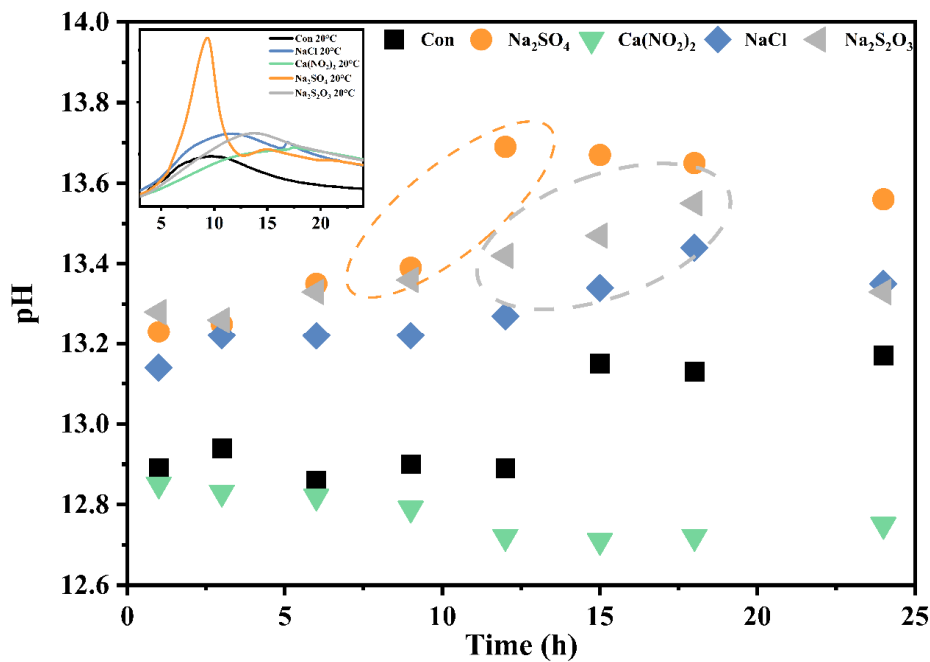 14.0
Con 20°C
NaCl 20°C
Ca(NO₂)₂ 20°C
Na₂SO₄ 20°C
Na₂S₂O₃ 20°C
5 10 15 20
Con Na₂SO₄ Ca(NO₂)₂ NaCl Na₂S₂O₃
13.8
13.6
13.4
13.2
13.0
12.8
12.6
pH
0 5 10 15 20 25
Time (h)